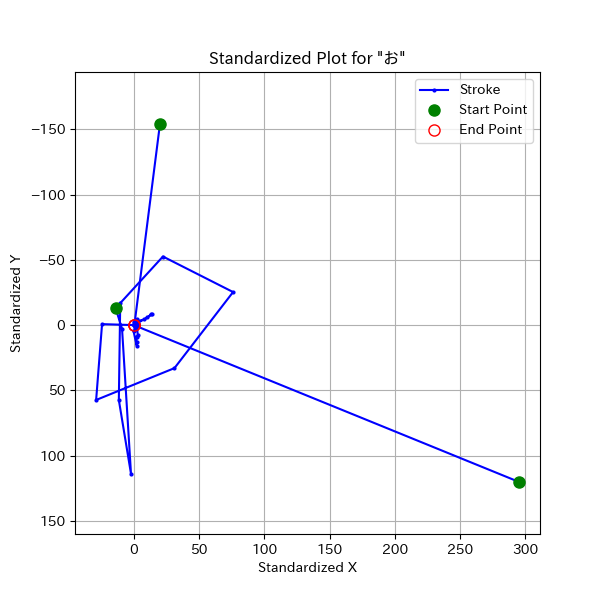 Standardized Plot for "お"
Stroke
Start Point
End Point
Standardized Y
−150
−100
−50
0
50
100
150
0 50 100 150 200 250 300
Standardized X